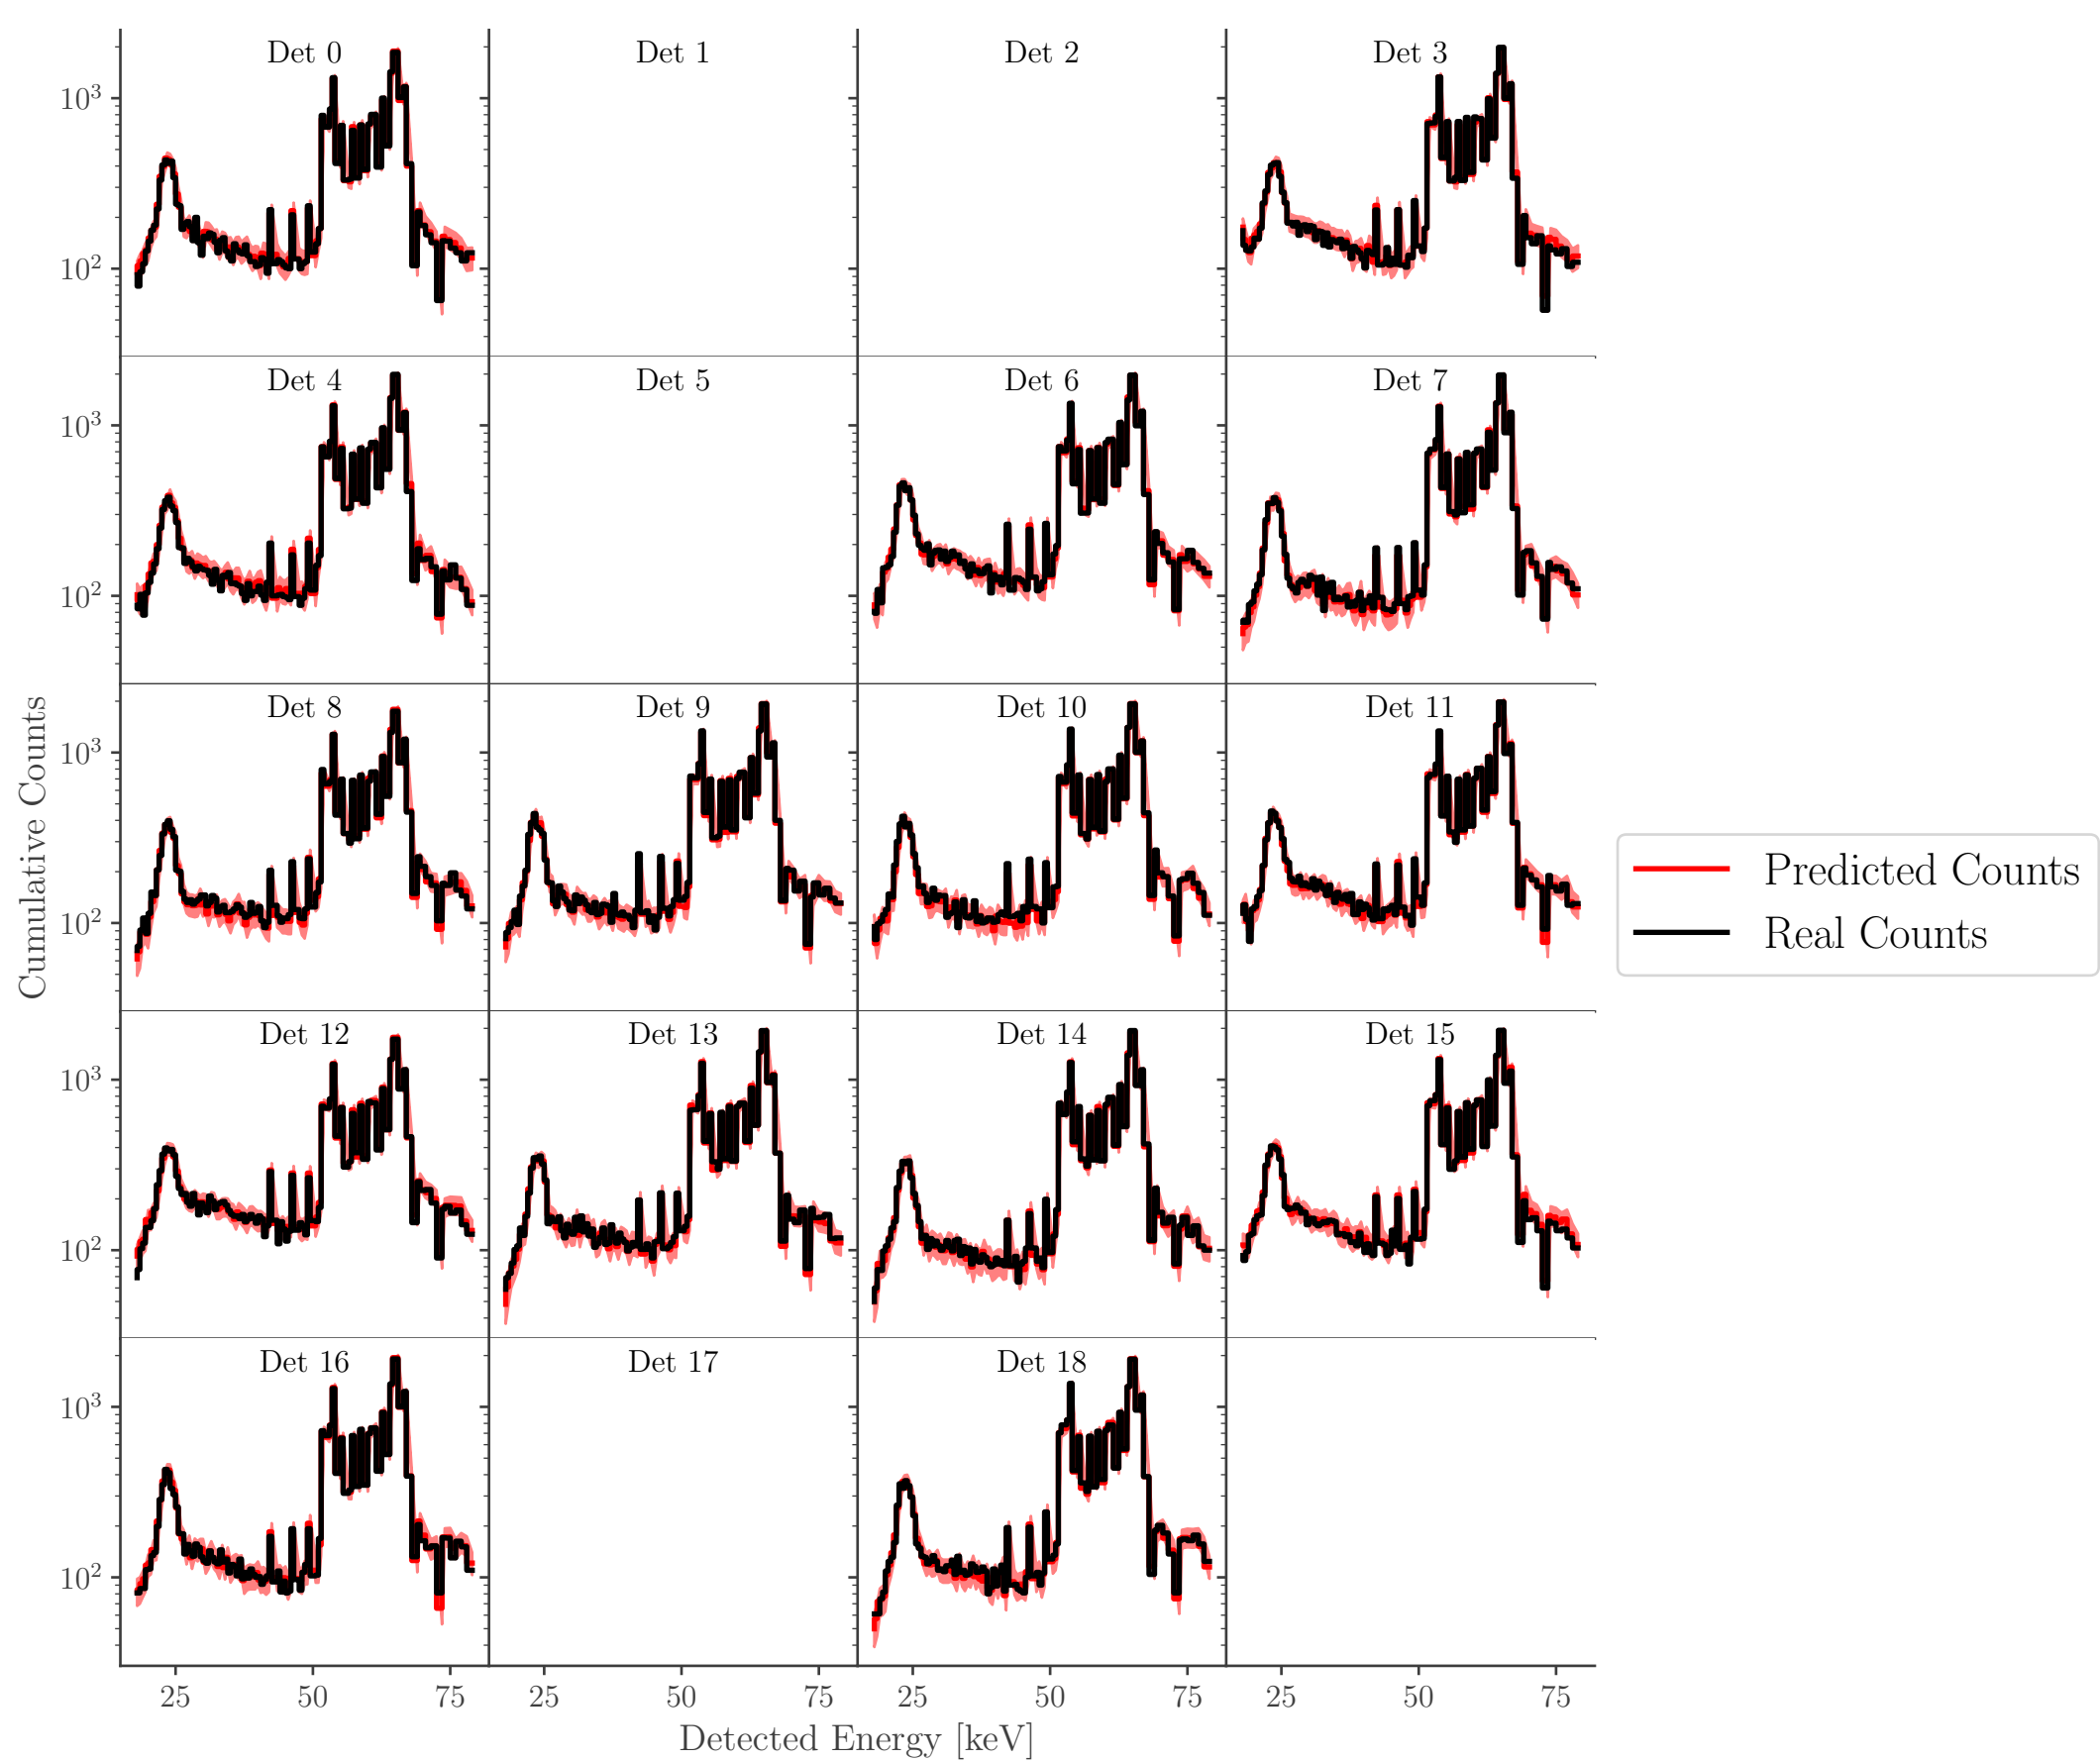 Det 0
Det 1
Det 2
Det 3
10³
10²
Det 4
Det 5
Det 6
Det 7
10³
10²
Det 8
Det 9
Det 10
Det 11
10³
10²
Cumulative Counts
Predicted Counts
Real Counts
Det 12
Det 13
Det 14
Det 15
10³
10²
Det 16
Det 17
Det 18
10³
10²
25 50 75 25 50 75 25 50 75 25 50 75
Detected Energy [keV]